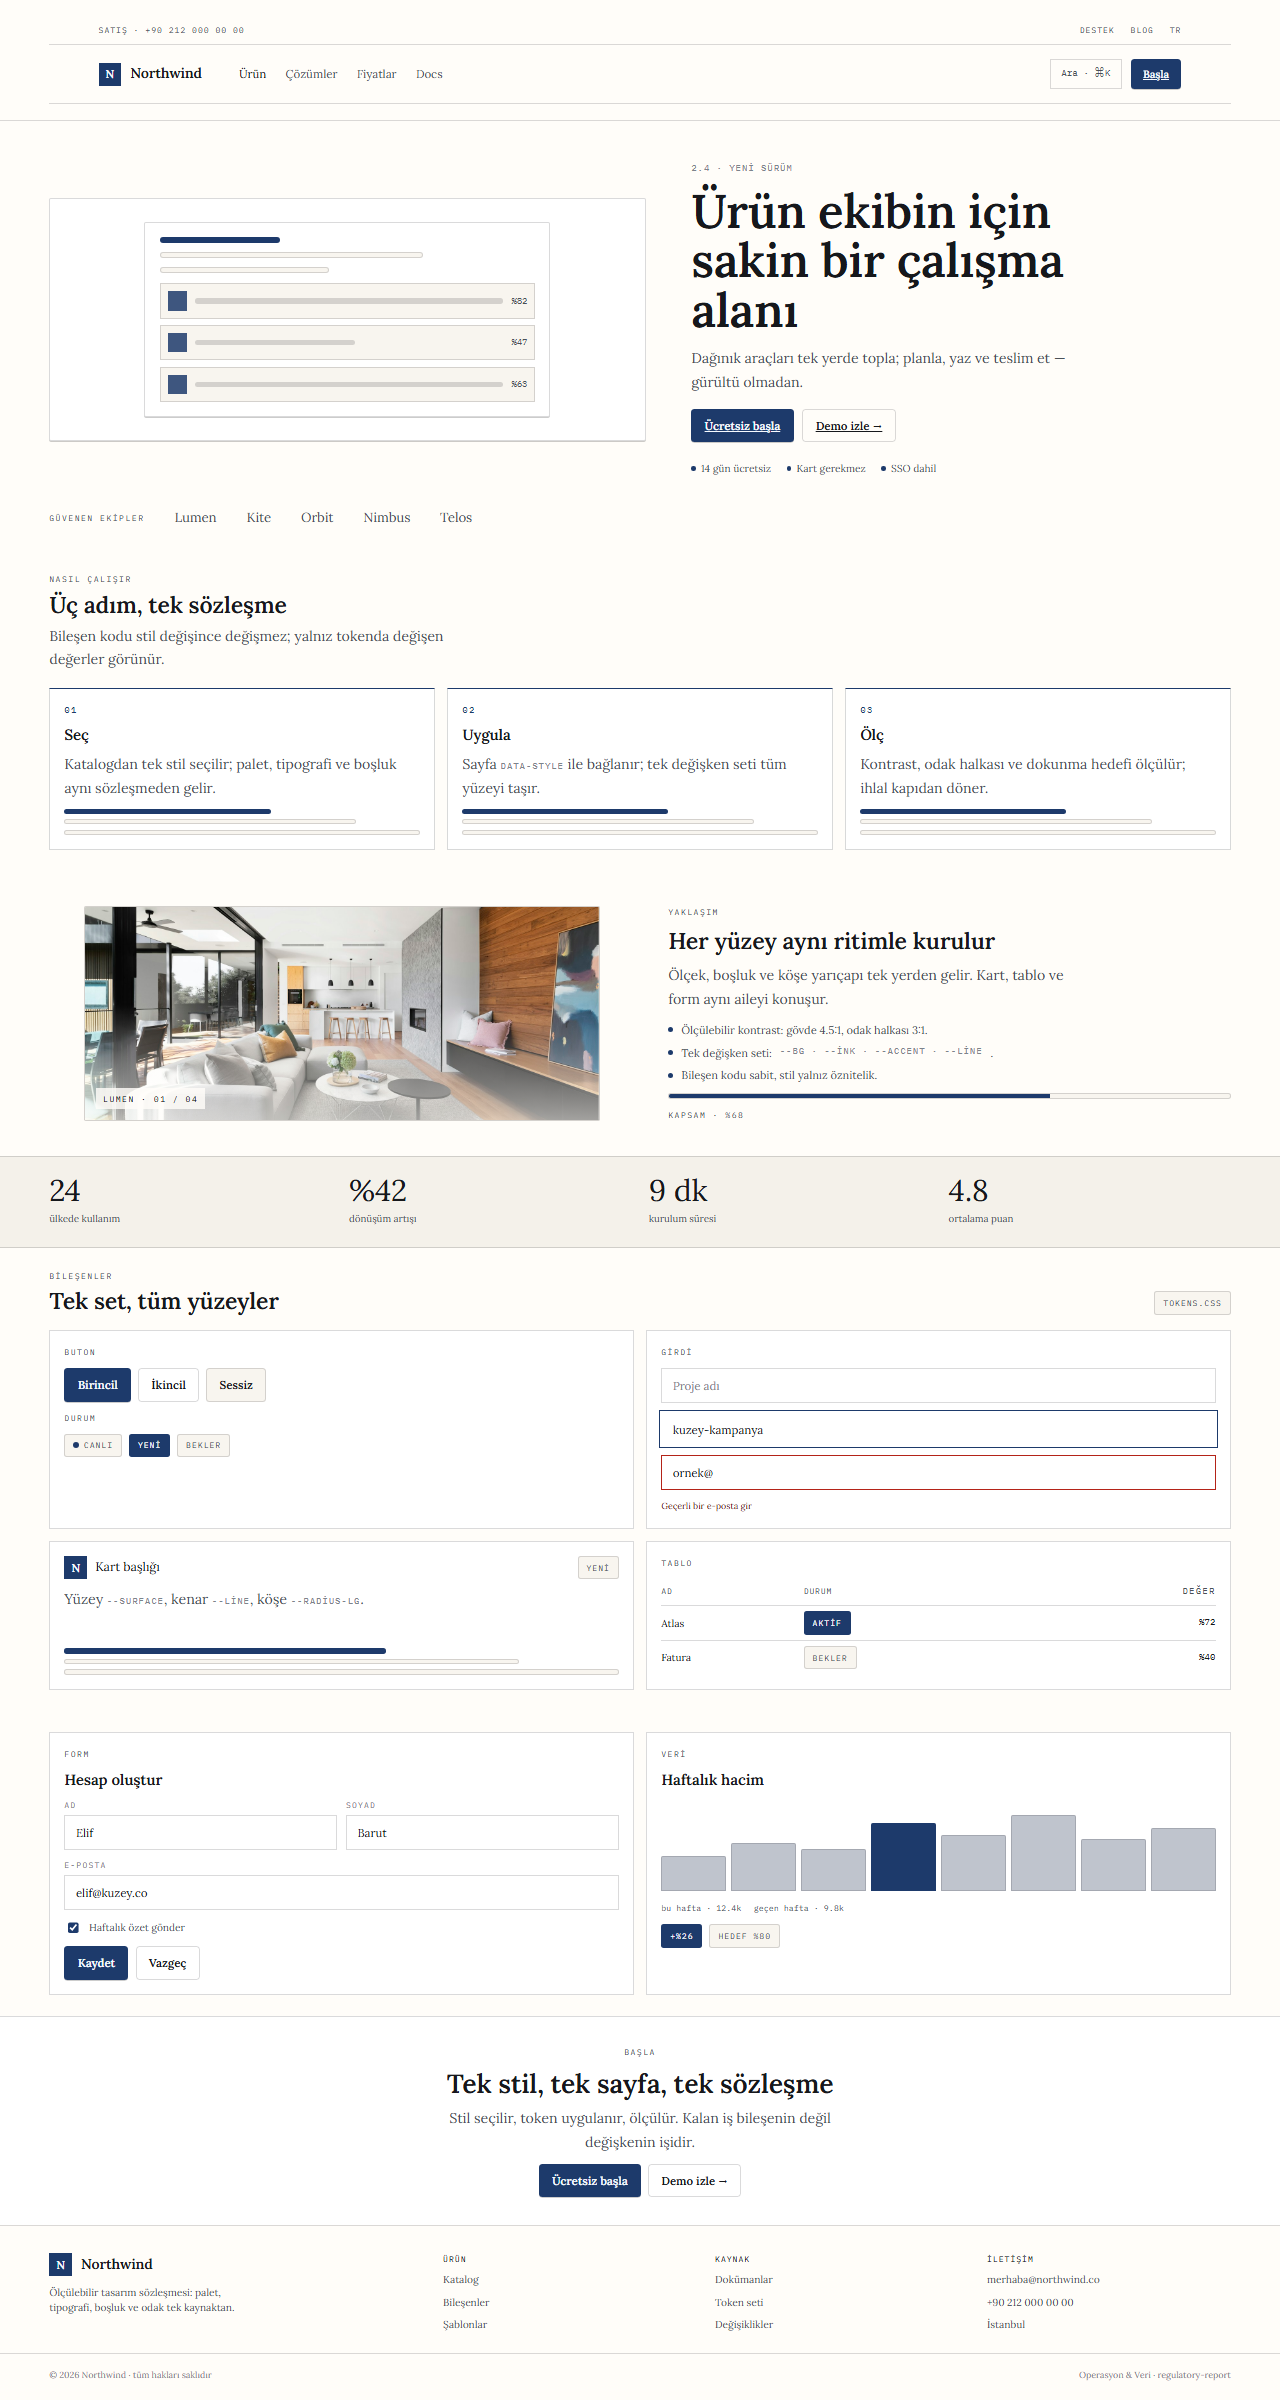 SATIŞ · +90 212 000 00 00
DESTEK BLOG TR
N Northwind Ürün Çözümler Fiyatlar Docs
Ara · ⌘K Başla
2.4 · YENİ SÜRÜM
Ürün ekibin için
sakin bir çalışma
alanı
Dağınık araçları tek yerde topla; planla, yaz ve teslim et —
gürültü olmadan.
Ücretsiz başla Demo izle →
14 gün ücretsiz Kart gerekmez SSO dahil
%82
%47
%63
GÜVENEN EKİPLER Lumen Kite Orbit Nimbus Telos
NASIL ÇALIŞIR
Üç adım, tek sözleşme
Bileşen kodu stil değişince değişmez; yalnız tokenda değişen
değerler görünür.
01
Seç
Katalogdan tek stil seçilir; palet, tipografi ve boşluk
aynı sözleşmeden gelir.
02
Uygula
Sayfa DATA-STYLE ile bağlanır; tek değişken seti tüm
yüzeyi taşır.
03
Ölç
Kontrast, odak halkası ve dokunma hedefi ölçülür;
ihlal kapıdan döner.
LUMEN · 01 / 04
YAKLAŞIM
Her yüzey aynı ritimle kurulur
Ölçek, boşluk ve köşe yarıçapı tek yerden gelir. Kart, tablo ve
form aynı aileyi konuşur.
Ölçülebilir kontrast: gövde 4.5:1, odak halkası 3:1.
Tek değişken seti: --BG · --İNK · --ACCENT · --LİNE .
Bileşen kodu sabit, stil yalnız öznitelik.
KAPSAM · %68
24
ülkede kullanım
%42
dönüşüm artışı
9 dk
kurulum süresi
4.8
ortalama puan
BİLEŞENLER
Tek set, tüm yüzeyler
TOKENS.CSS
BUTON
Birincil İkincil Sessiz
DURUM
CANLI YENİ BEKLER
GİRDİ
Proje adı
kuzey-kampanya
ornek@
Geçerli bir e-posta gir
N Kart başlığı YENİ
Yüzey --SURFACE, kenar --LİNE, köşe --RADİUS-LG.
TABLO
AD DURUM DEĞER
Atlas AKTİF %72
Fatura BEKLER %40
FORM
Hesap oluştur
AD SOYAD
Elif Barut
E-POSTA
elif@kuzey.co
Haftalık özet gönder
Kaydet Vazgeç
VERİ
Haftalık hacim
bu hafta · 12.4k geçen hafta · 9.8k
+%26 HEDEF %80
BAŞLA
Tek stil, tek sayfa, tek sözleşme
Stil seçilir, token uygulanır, ölçülür. Kalan iş bileşenin değil
değişkenin işidir.
Ücretsiz başla Demo izle →
N Northwind
Ölçülebilir tasarım sözleşmesi: palet,
tipografi, boşluk ve odak tek kaynaktan.
ÜRÜN
Katalog
Bileşenler
Şablonlar
KAYNAK
Dokümanlar
Token seti
Değişiklikler
İLETİŞİM
merhaba@northwind.co
+90 212 000 00 00
İstanbul
© 2026 Northwind · tüm hakları saklıdır
Operasyon & Veri · regulatory-report